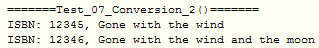 =======Test_07_Conversion_2()=======
ISBN: 12345, Gone with the wind
ISBN: 12346, Gone with the wind and the moon